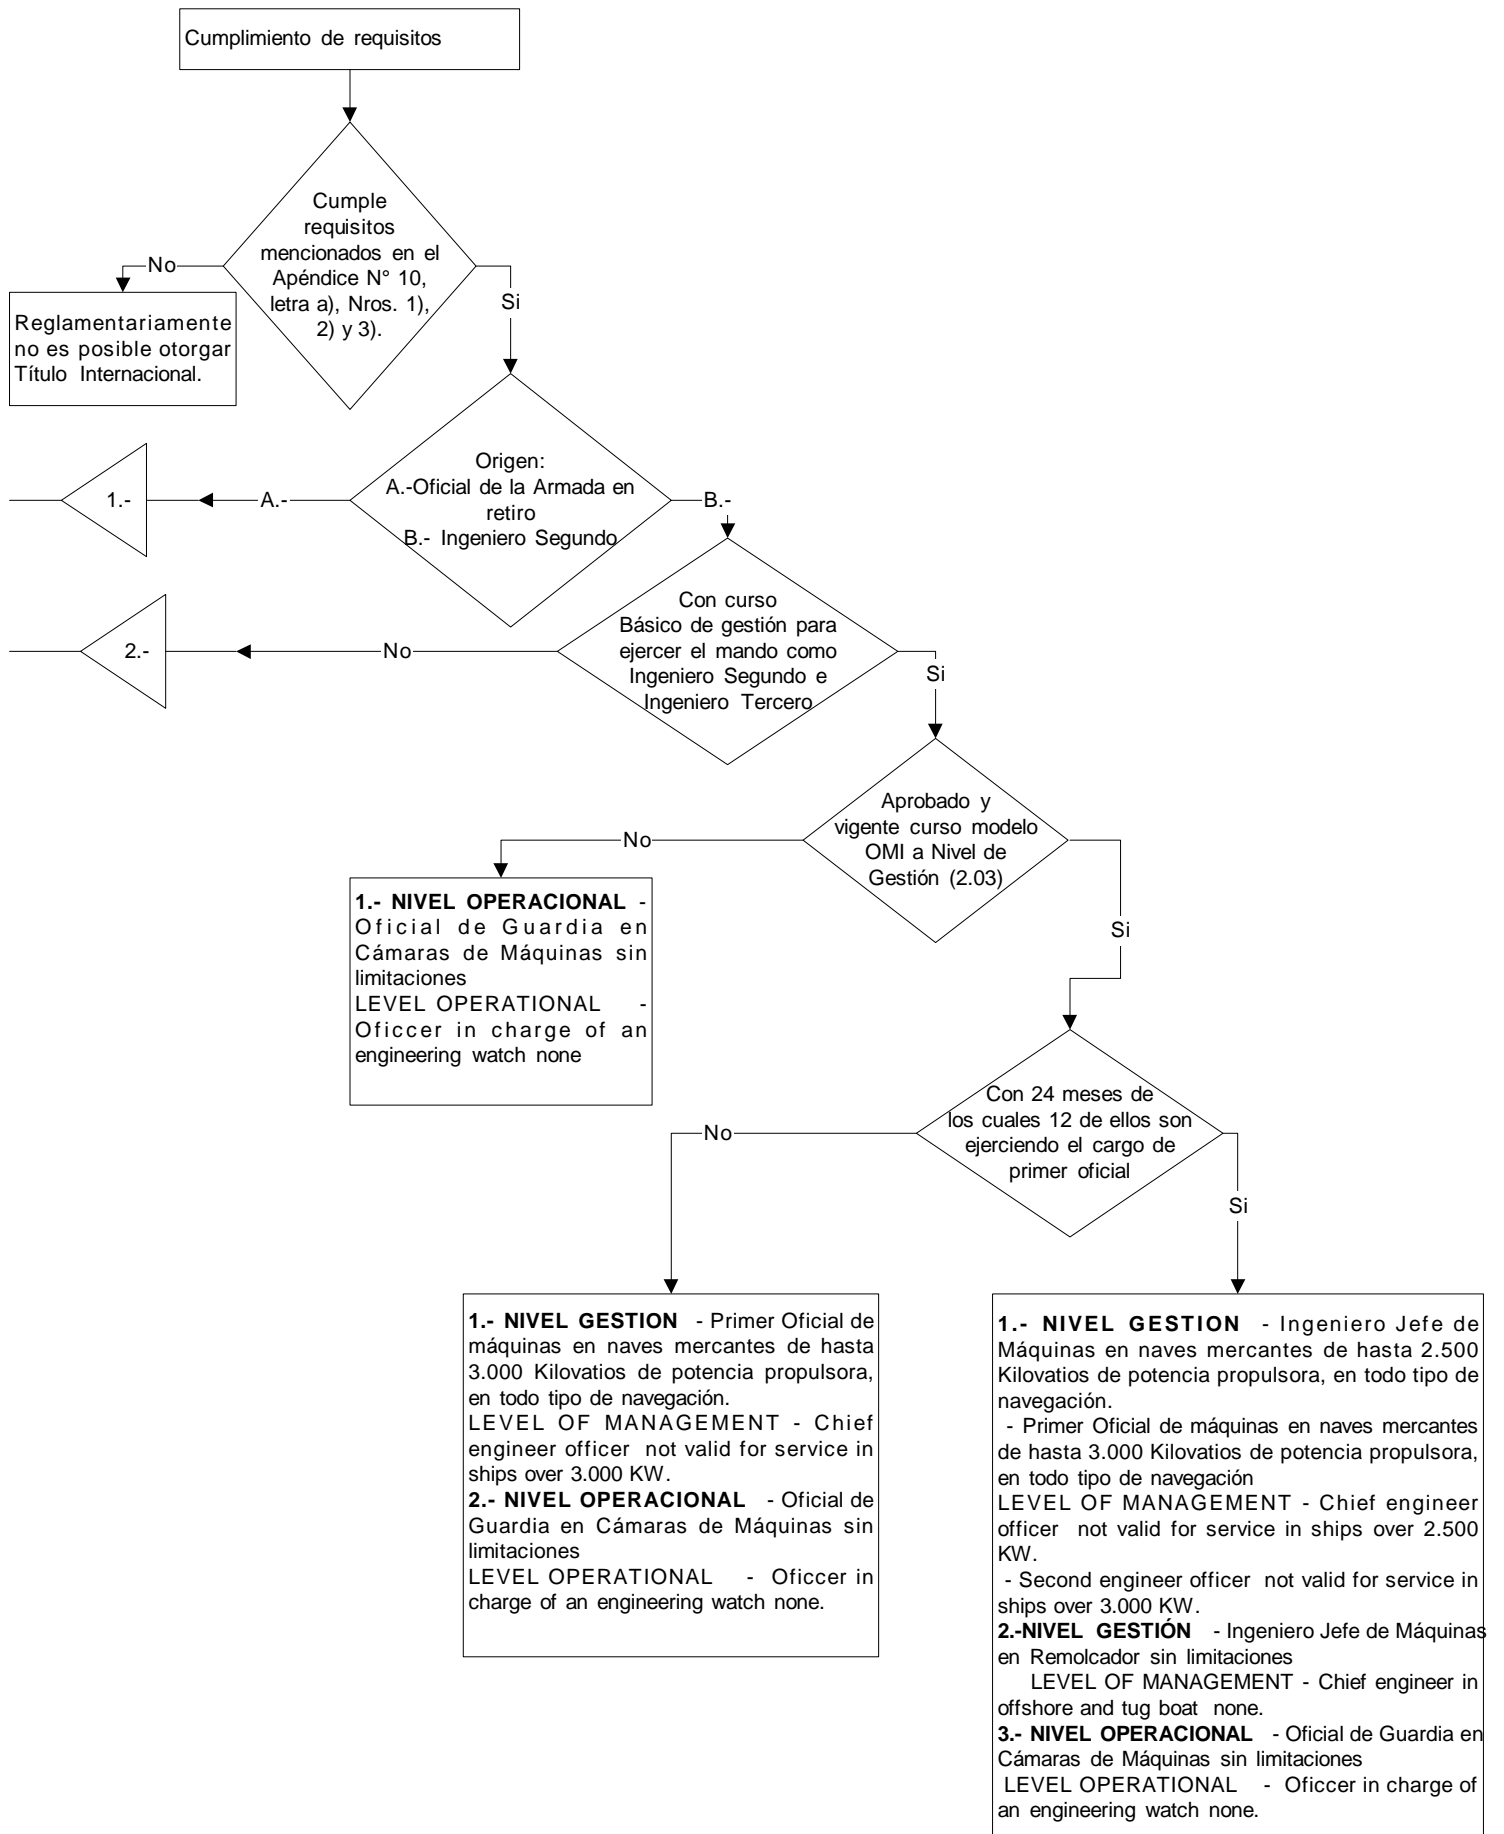 Cumplimiento de requisitos
Cumple
requisitos
mencionados en el
Apéndice N° 10,
letra a), Nros. 1),
2) y 3).
No
Si
Reglamentariamente
no es posible otorgar
Título Internacional.
Origen:
A.-Oficial de la Armada en
retiro
B.- Ingeniero Segundo
1.-
A.-
B.-
Con curso
Básico de gestión para
ejercer el mando como
Ingeniero Segundo e
Ingeniero Tercero
2.-
No
Si
Aprobado y
vigente curso modelo
OMI a Nivel de
Gestión (2.03)
No
Si
1.- NIVEL OPERACIONAL -
Oficial de Guardia en
Cámaras de Máquinas sin
limitaciones
LEVEL OPERATIONAL -
Oficcer in charge of an
engineering watch none
Con 24 meses de
los cuales 12 de ellos son
ejerciendo el cargo de
primer oficial
No
Si
1.- NIVEL GESTION - Primer Oficial de
máquinas en naves mercantes de hasta
3.000 Kilovatios de potencia propulsora,
en todo tipo de navegación.
LEVEL OF MANAGEMENT - Chief
engineer officer not valid for service in
ships over 3.000 KW.
2.- NIVEL OPERACIONAL - Oficial de
Guardia en Cámaras de Máquinas sin
limitaciones
LEVEL OPERATIONAL - Oficcer in
charge of an engineering watch none.
1.- NIVEL GESTION - Ingeniero Jefe de
Máquinas en naves mercantes de hasta 2.500
Kilovatios de potencia propulsora, en todo tipo de
navegación.
- Primer Oficial de máquinas en naves mercantes
de hasta 3.000 Kilovatios de potencia propulsora,
en todo tipo de navegación
LEVEL OF MANAGEMENT - Chief engineer
officer not valid for service in ships over 2.500
KW.
- Second engineer officer not valid for service in
ships over 3.000 KW.
2.-NIVEL GESTIÓN - Ingeniero Jefe de Máquinas
en Remolcador sin limitaciones
LEVEL OF MANAGEMENT - Chief engineer in
offshore and tug boat none.
3.- NIVEL OPERACIONAL - Oficial de Guardia en
Cámaras de Máquinas sin limitaciones
LEVEL OPERATIONAL - Oficcer in charge of
an engineering watch none.